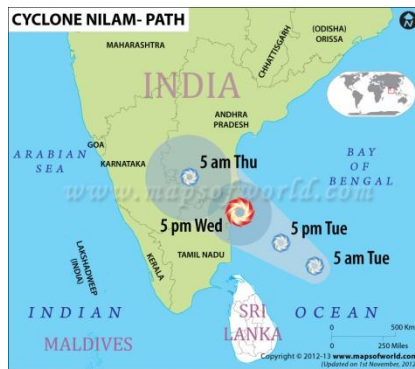 CYCLONE NILAM- PATH
N
MAHARASHTRA
CHHATTISGARH
(ODISHA)
ORISSA
INDIA
ANDHRA
PRADESH
GOA
KARNATAKA
ARABIAN
SEA
BAY
OF
BENGAL
5 am Thu
www.mapsofworld.com
5 pm Wed
5 pm Tue
5 am Tue
TAMIL NADU
KERALA
LAKSHADWEEP
(INDIA)
INDIAN
OCEAN
SRI
LANKA
MALDIVES
0
500 Km
0
250 Miles
Copyright © 2012-13 www.mapsofworld.com
(Updated on 1st November, 2012)